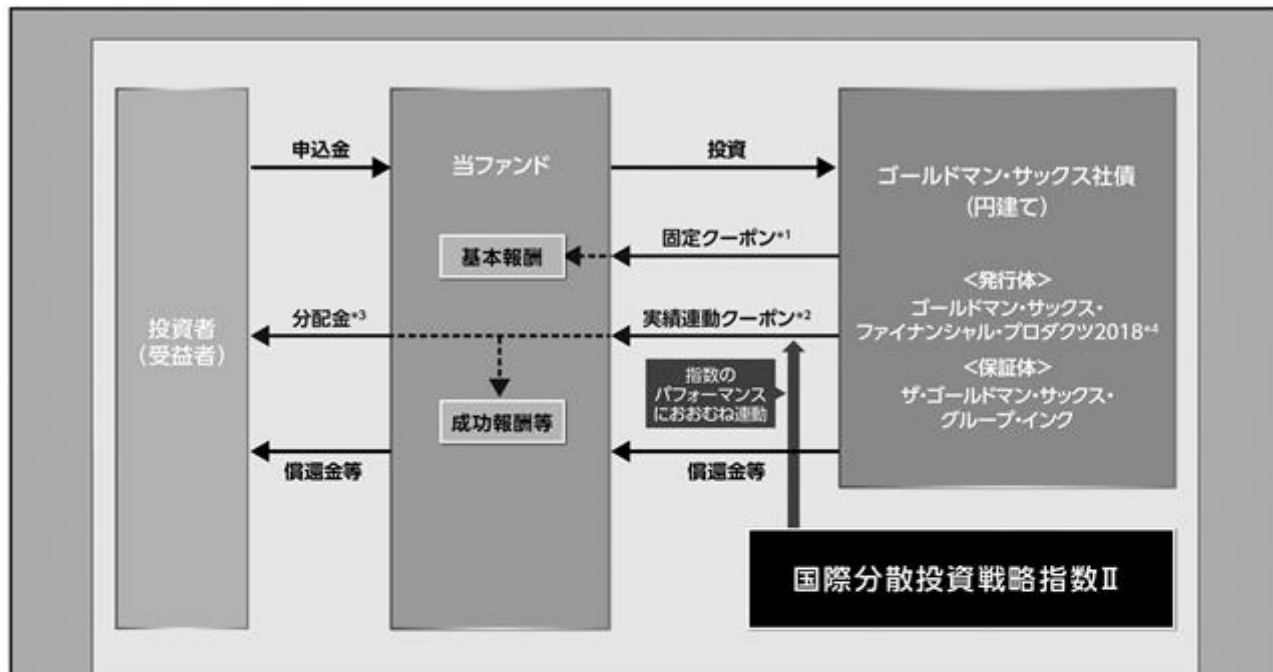 投資者
(受益者)
申込金
分配金*3
償還金等
当ファンド
基本報酬
成功報酬等
投資
固定クーポン*1
実績連動クーポン*2
指数の
パフォーマンス
におおむね連動
償還金等
ゴールドマン・サックス社債
(円建て)
<発行体>
ゴールドマン・サックス・
ファイナンシャル・プロダクツ2018*4
<保証体>
ザ・ゴールドマン・サックス・
グループ・インク
国際分散投資戦略指数Ⅱ